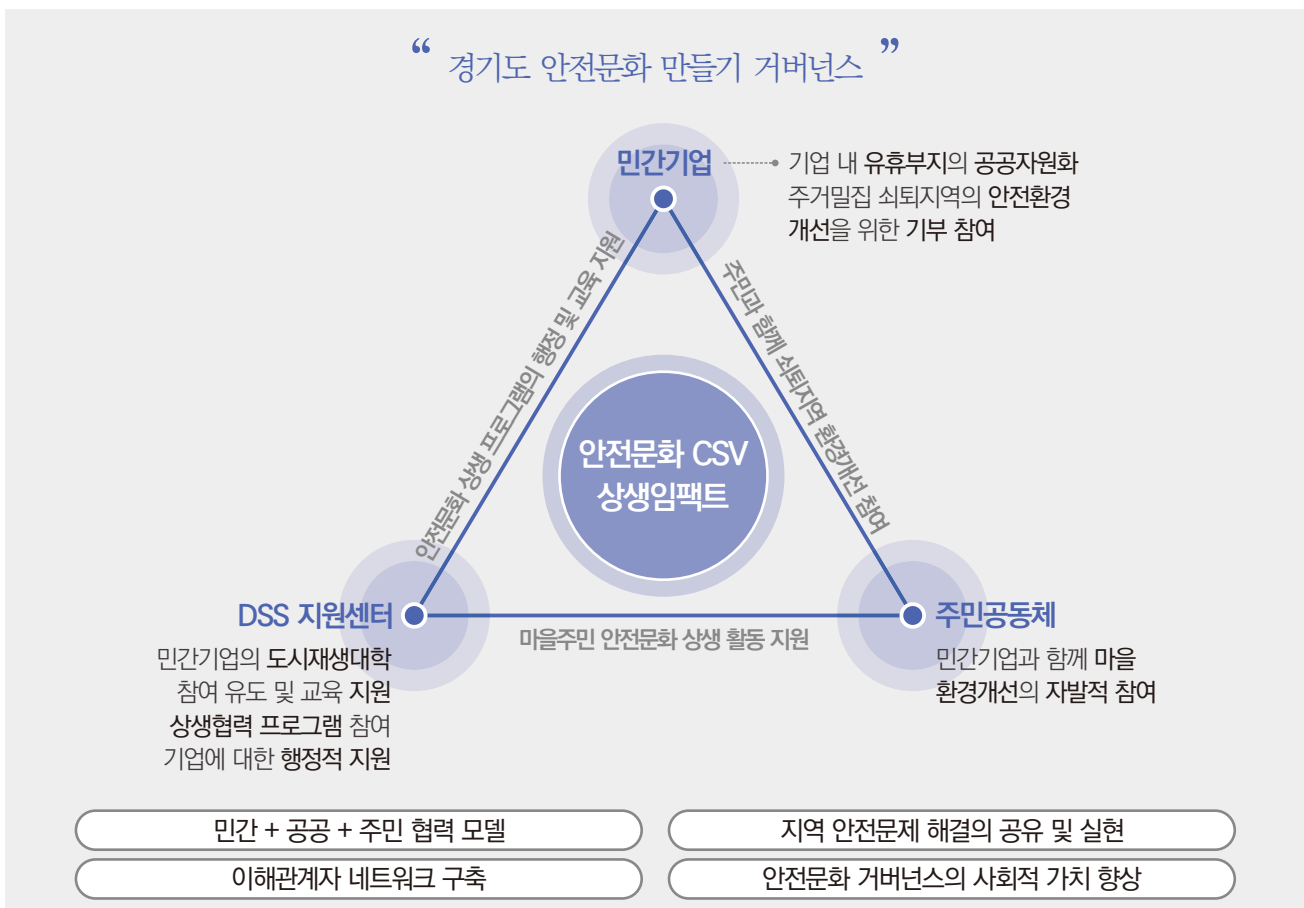 “ 경기도 안전문화 만들기 거버넌스 ”
민간기업
기업 내 유휴부지의 공공자원화
주거밀집 쇠퇴지역의 안전환경
개선을 위한 기부 참여
안전문화 상생 프로그램의 행정 및 교육 지원
주민과 함께 쇠퇴지역 환경개선 참여
안전문화 CSV
상생임팩트
DSS 지원센터
민간기업의 도시재생대학
참여 유도 및 교육 지원
상생협력 프로그램 참여
기업에 대한 행정적 지원
마을주민 안전문화 상생 활동 지원
주민공동체
민간기업과 함께 마을
환경개선의 자발적 참여
민간 + 공공 + 주민 협력 모델
지역 안전문제 해결의 공유 및 실현
이해관계자 네트워크 구축
안전문화 거버넌스의 사회적 가치 향상